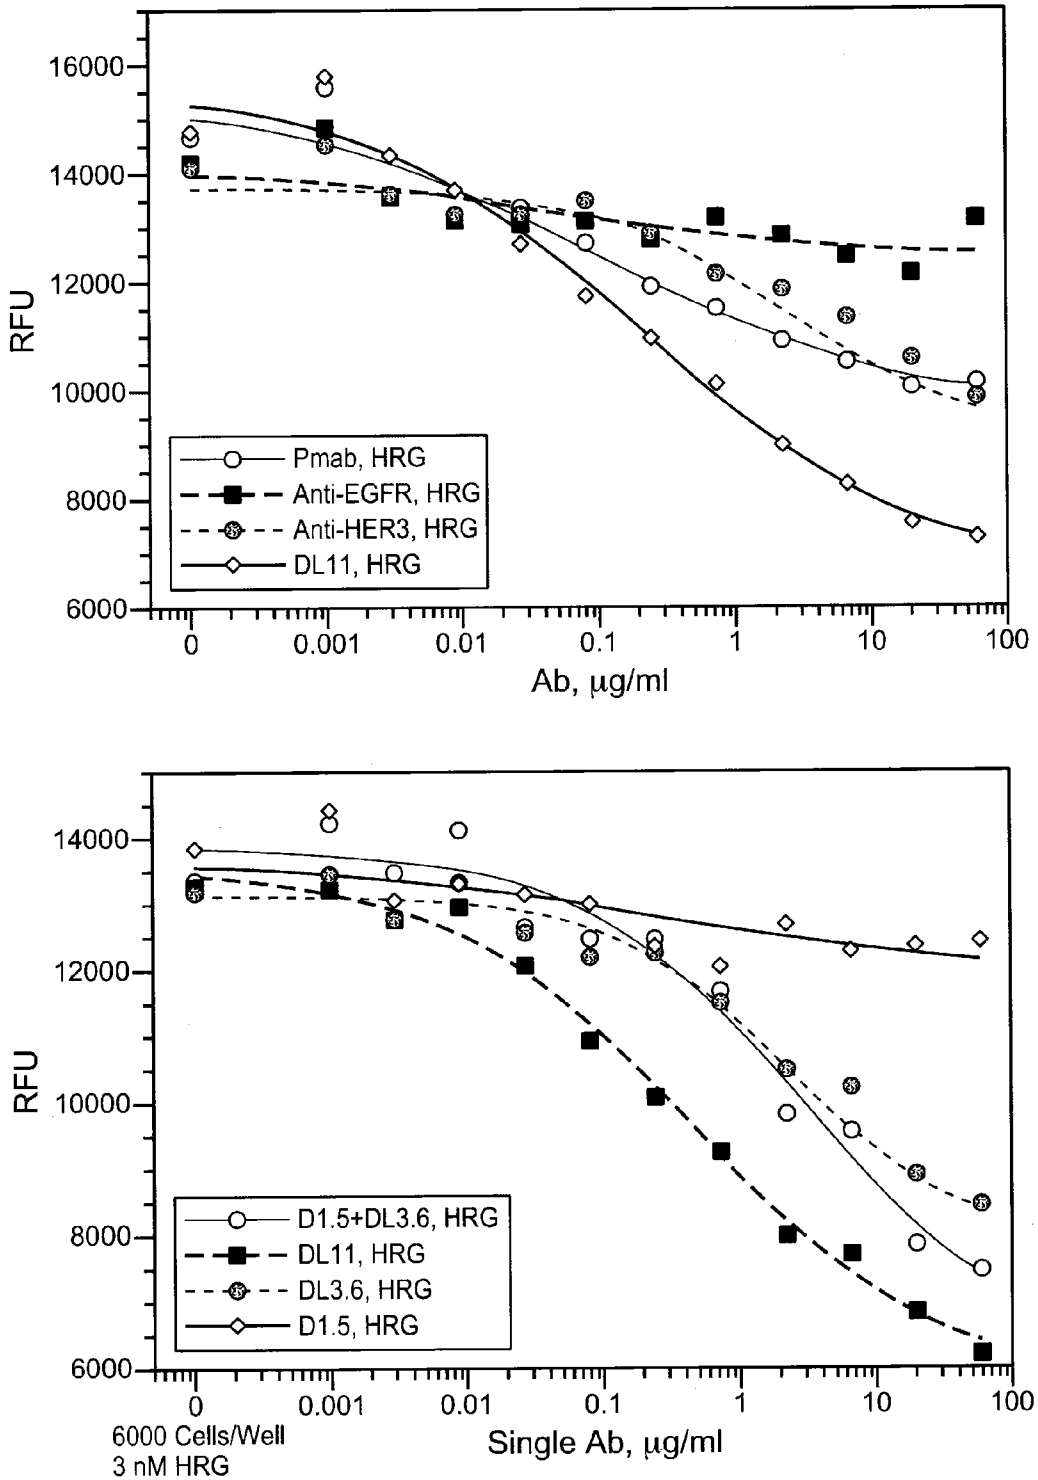 16000
14000
12000
10000
8000
6000
RFU
Pmab, HRG
Anti-EGFR, HRG
Anti-HER3, HRG
DL11, HRG
0 0.001 0.01 0.1 1 10 100
Ab, μg/ml
14000
12000
10000
8000
6000
RFU
D1.5+DL3.6, HRG
DL11, HRG
DL3.6, HRG
D1.5, HRG
0 0.001 0.01 0.1 1 10 100
6000 Cells/Well
3 nM HRG
Single Ab, μg/ml